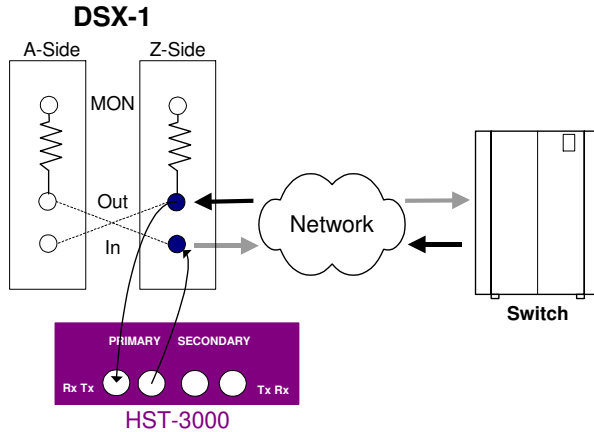 DSX-1
A-Side
Z-Side
MON
Out
In
Network
Switch
PRIMARY SECONDARY
Rx Tx
Tx Rx
HST-3000